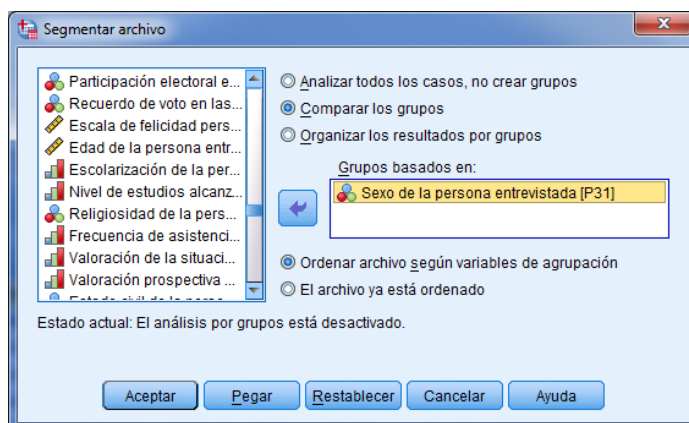 Segmentar archivo
Participación electoral e...
Recuerdo de voto en las...
Escala de felicidad pers...
Edad de la persona entr...
Escolarización de la per...
Nivel de estudios alcanz...
Religiosidad de la pers...
Frecuencia de asistenci...
Valoración de la situaci...
Valoración prospectiva ...
Analizar todos los casos, no crear grupos
Comparar los grupos
Organizar los resultados por grupos
Grupos basados en:
Sexo de la persona entrevistada [P31]
Ordenar archivo según variables de agrupación
El archivo ya está ordenado
Estado actual: El análisis por grupos está desactivado.
Aceptar
Pegar
Restablecer
Cancelar
Ayuda